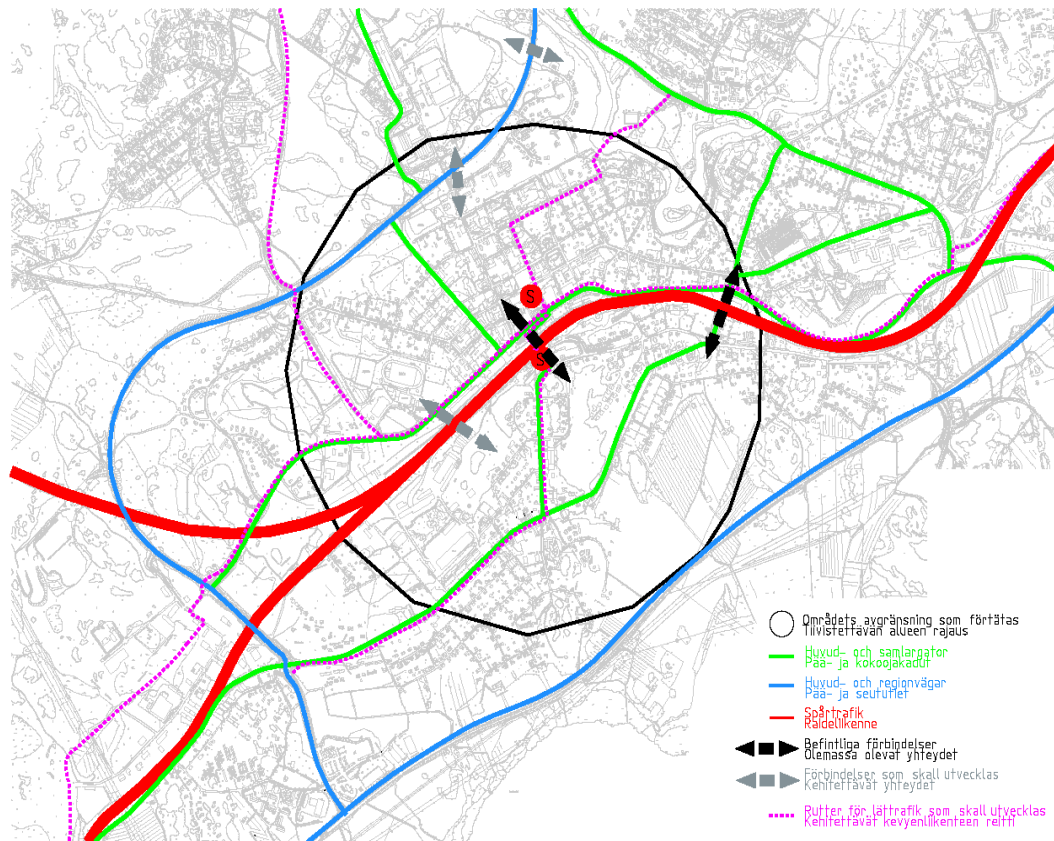 S
S
Områdets avgränsning som förtätas
Tiivistettävän alueen rajaus
Huvud- och samlargator
Pää- ja kokoojakadut
Huvud- och regionvägar
Pää- ja seututiet
Spårtrafik
Raideliikenne
Befintliga förbindelser
Olemassa olevat yhteydet
Förbindelser som skall utvecklas
Kehitettävät yhteydet
Rutter för lättrafik som skall utvecklas
Kehitettävät kevyenliikenteen reitti